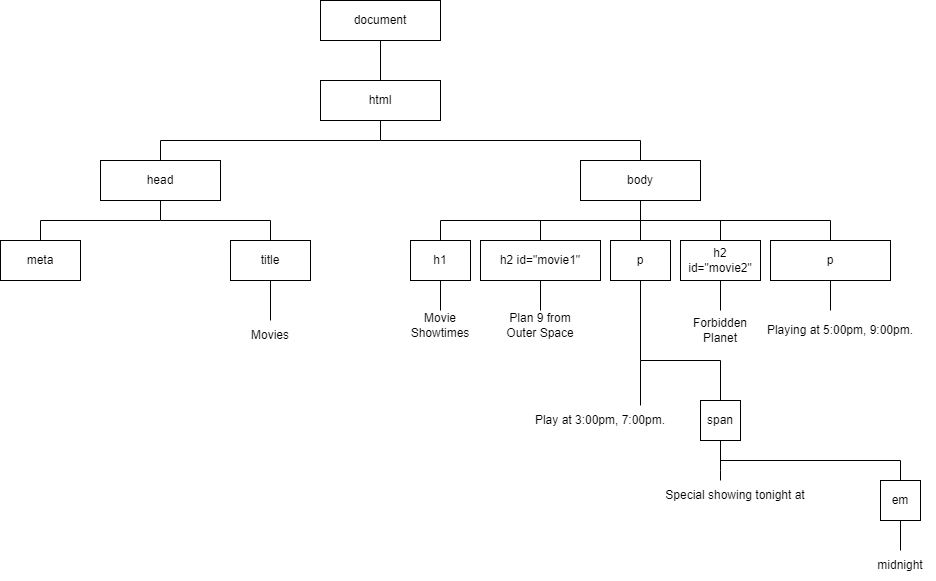 document
html
head
body
meta
title
h1
h2 id="movie1"
p
h2
id="movie2"
p
Movies
Movie
Showtimes
Plan 9 from
Outer Space
Forbidden
Planet
Playing at 5:00pm, 9:00pm.
Play at 3:00pm, 7:00pm.
span
Special showing tonight at
em
midnight